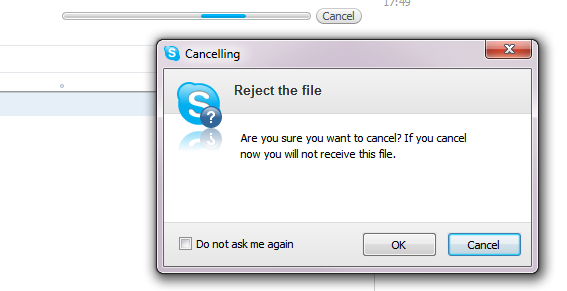 17:49
Cancel
Cancelling
Reject the file
Are you sure you want to cancel? If you cancel
now you will not receive this file.
Do not ask me again
OK
Cancel